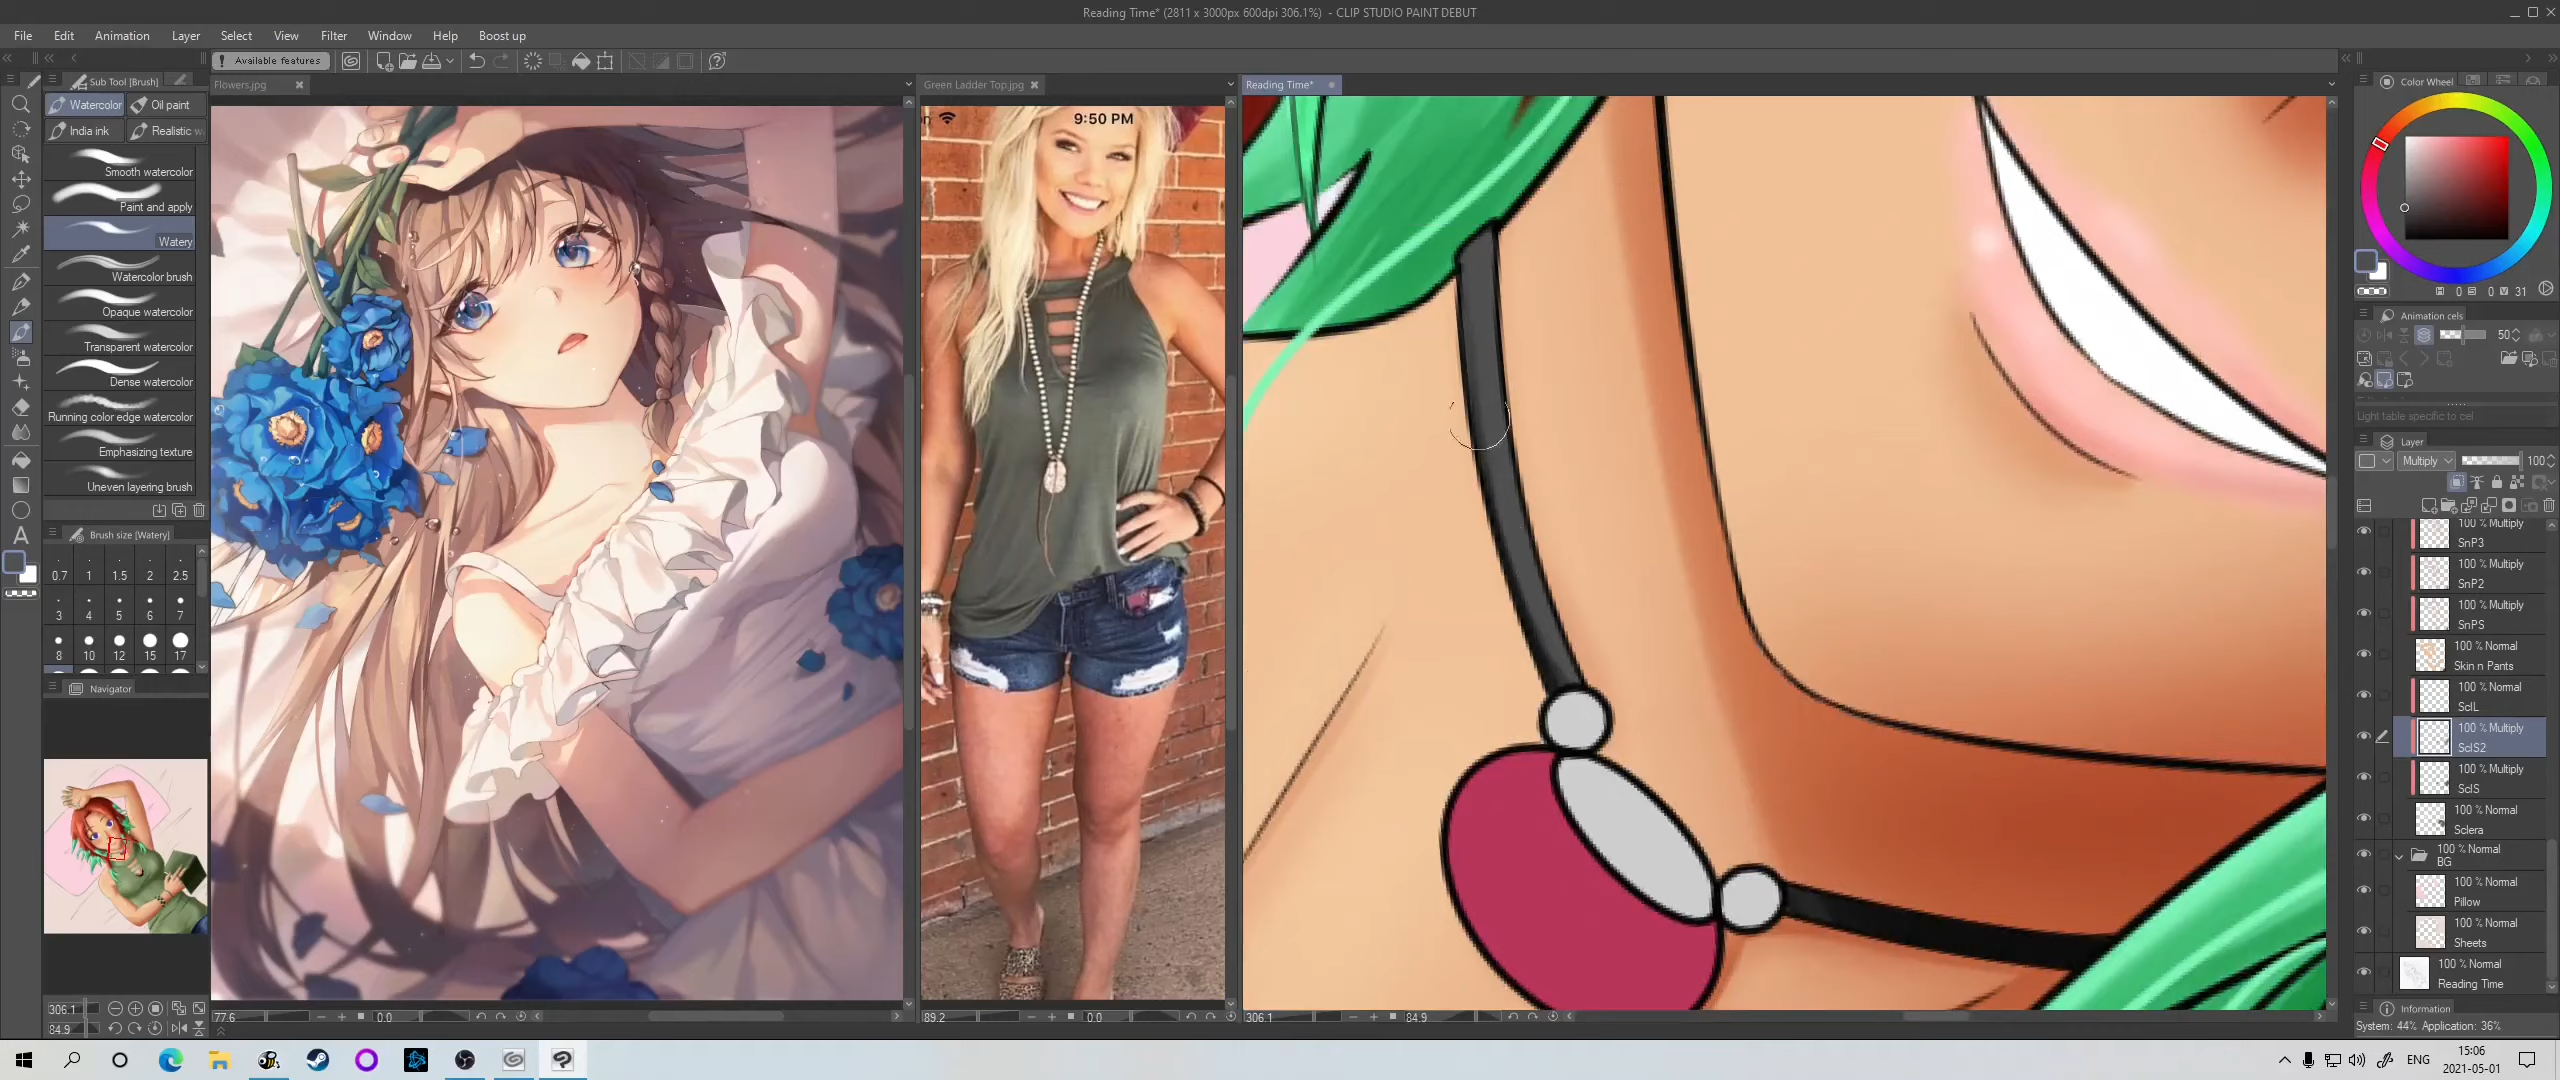 Reading Time* (2811 x 3000px 600dpi 306.1%) - CLIP STUDIO PAINT DEBUT
File Edit Animation Layer Select View Filter Window Help Boost up
! Available features
Sub Tool [Brush]
Watercolor
Oil paint
India ink
Realistic w
Smooth watercolor
Paint and apply
Watery
Watercolor brush
Opaque watercolor
Transparent watercolor
Dense watercolor
Running color edge watercolor
Emphasizing texture
Uneven layering brush
Brush size [Watery]
0.7 1 1.5 2 2.5
3 4 5 6 7
8 10 12 15 17
Navigator
306.1
84.9
Flowers.jpg
77.6 0.0
Green Ladder Top.jpg
9:50 PM
89.2 0.0
Reading Time*
306.1 84.9
Color Wheel
0 0 31
Animation cels
50
Light table specific to cel
Layer
Multiply 100
100 % Multiply
SnP3
100 % Multiply
SnP2
100 % Multiply
SnPS
100 % Normal
Skin n Pants
100 % Normal
SclL
100 % Multiply
SclS2
100 % Multiply
SclS
100 % Normal
Sclera
100 % Normal
BG
100 % Normal
Pillow
100 % Normal
Sheets
100 % Normal
Reading Time
Information
System: 44% Application: 36%
ENG
15:06
2021-05-01